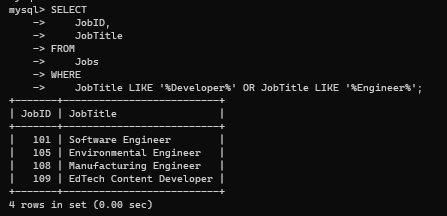 mysql> SELECT
    ->     JobID,
    ->     JobTitle
    -> FROM
    ->     Jobs
    -> WHERE
    ->     JobTitle LIKE '%Developer%' OR JobTitle LIKE '%Engineer%';
+-------+--------------------------+
| JobID | JobTitle                 |
+-------+--------------------------+
|   101 | Software Engineer        |
|   105 | Environmental Engineer   |
|   108 | Manufacturing Engineer   |
|   109 | EdTech Content Developer |
+-------+--------------------------+
4 rows in set (0.00 sec)